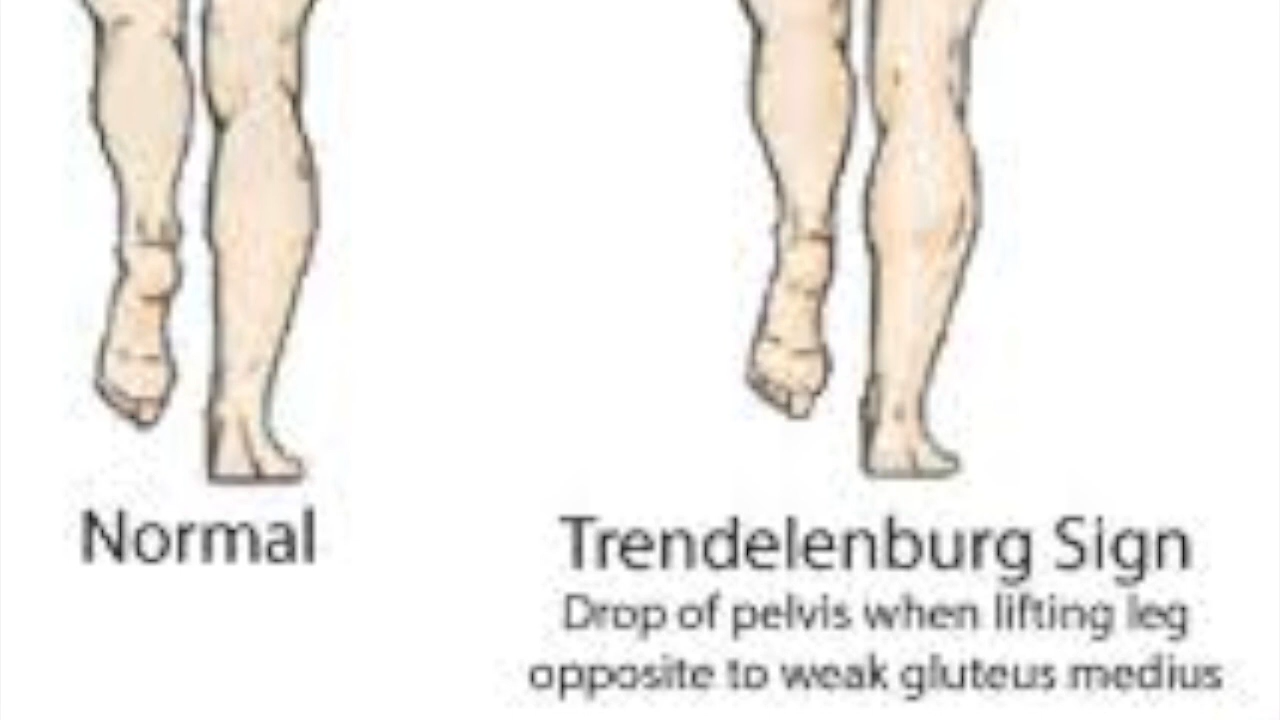 Normal
Trendelenburg Sign
Drop of pelvis when lifting leg
opposite to weak gluteus medius